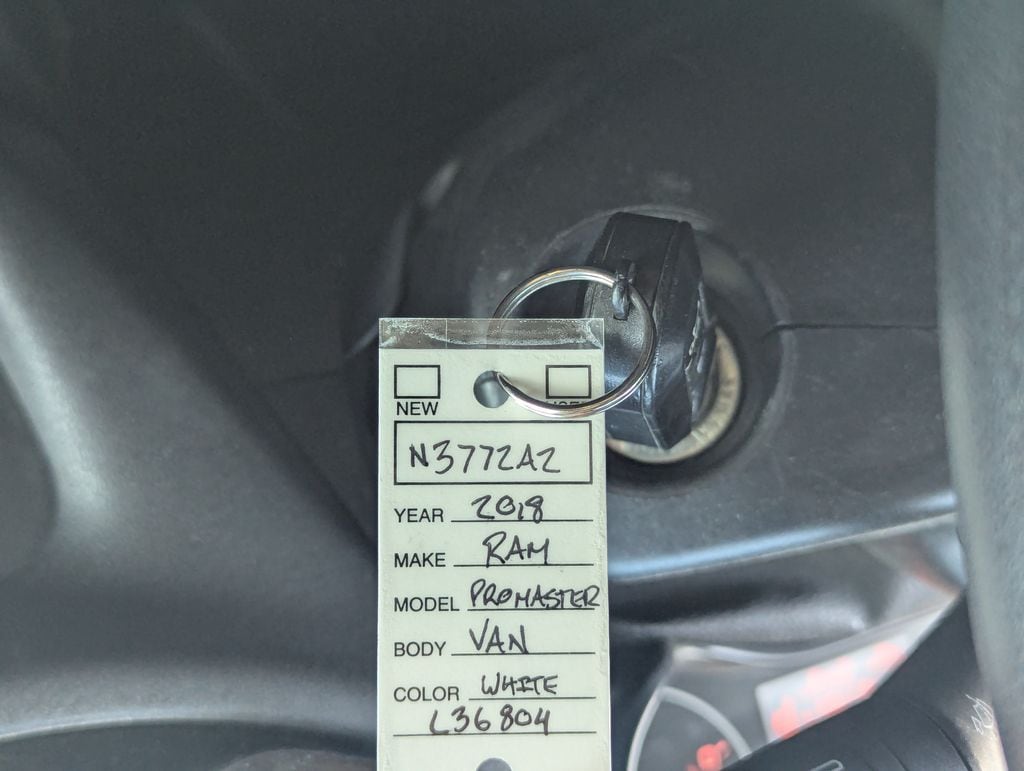 NEW
N3772A2
YEAR 2018
MAKE RAM
MODEL PROMASTER
BODY VAN
COLOR WHITE
L36804